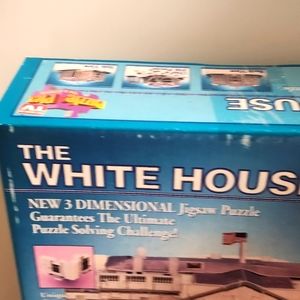 USE
THE
WHITE HOUS
NEW 3 DIMENSIONAL Jigsaw Puzzle
Guarantees The Ultimate
Puzzle Solving Challenge!